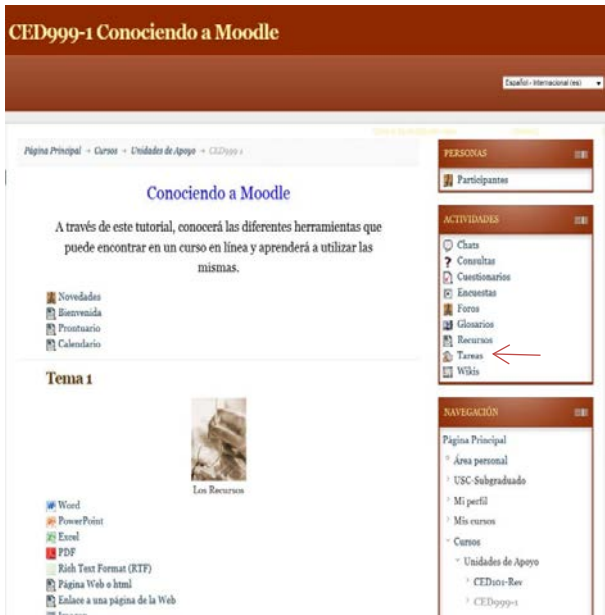 CED999-1 Conociendo a Moodle
Español - Internacional (es)
Página Principal → Cursos → Unidades de Apoyo → CED999-1
Conociendo a Moodle
A través de este tutorial, conocerá las diferentes herramientas que
puede encontrar en un curso en línea y aprenderá a utilizar las
mismas.
Novedades
Bienvenida
Prontuario
Calendario
Tema 1
Los Recursos
Word
PowerPoint
Excel
PDF
Rich Text Format (RTF)
Página Web o html
Enlace a una página de la Web
PERSONAS
Participantes
ACTIVIDADES
Chats
Consultas
Cuestionarios
Encuestas
Foros
Glosarios
Recursos
Tareas
Wikis
NAVEGACIÓN
Página Principal
Área personal
USC-Subgraduado
Mi perfil
Mis cursos
Cursos
Unidades de Apoyo
CED101-Rev
CED999-1